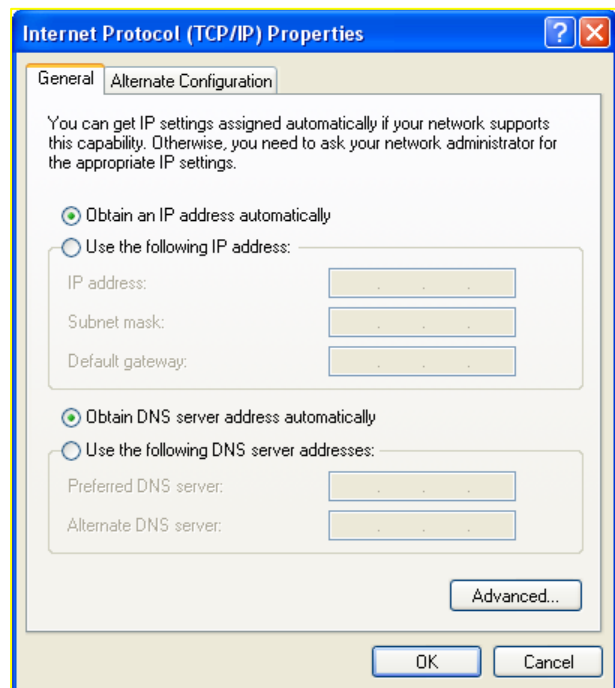 Internet Protocol (TCP/IP) Properties
General
Alternate Configuration
You can get IP settings assigned automatically if your network supports
this capability. Otherwise, you need to ask your network administrator for
the appropriate IP settings.
Obtain an IP address automatically
Use the following IP address:
IP address:
Subnet mask:
Default gateway:
Obtain DNS server address automatically
Use the following DNS server addresses:
Preferred DNS server:
Alternate DNS server:
Advanced...
OK
Cancel